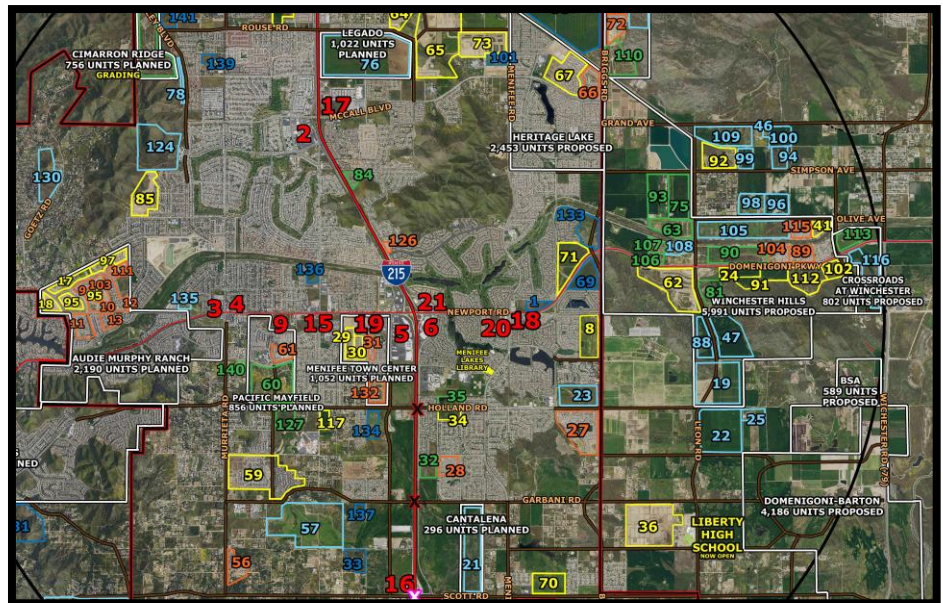 141
ROUSE RD
64
LEGADO
1,022 UNITS
PLANNED
76
65
73
101
72
110
CIMARRON RIDGE
756 UNITS PLANNED
GRADING
139
78
MENIFEE RD
67
66
BRIGGS RD
17
MCCALL BLVD
2
124
HERITAGE LAKE
2,453 UNITS PROPOSED
GRAND AVE
109
46
100
92
99
94
SIMPSON AVE
130
85
84
GOETZ RD
93
75
98
96
133
63
105
OLIVE AVE
115
41
113
126
107
108
106
90
104
89
116
INTERSTATE
215
71
69
136
97
17
111
103
9
95
95
18
10
12
11
13
135
DOMENIGONI PKWY
24
91
112
102
62
81
WINCHESTER HILLS
5,991 UNITS PROPOSED
CROSSROADS
AT WINCHESTER
802 UNITS PROPOSED
3
4
9
15
19
5
21
6
NEWPORT RD
1
20
18
8
29
31
30
61
88
47
AUDIE MURPHY RANCH
2,190 UNITS PLANNED
140
60
MENIFEE TOWN CENTER
1,052 UNITS PLANNED
MENIFEE
LAKES
LIBRARY
19
BSA
589 UNITS
PROPOSED
PACIFIC MAYFIELD
856 UNITS PLANNED
132
35
HOLLAND RD
34
23
MURRIETA RD
127
117
134
27
LEON RD
22
25
WINCHESTER RD / 79
NED
59
32
28
GARBANI RD
DOMENIGONI-BARTON
4,186 UNITS PROPOSED
31
57
137
CANTALENA
296 UNITS PLANNED
36
LIBERTY
HIGH
SCHOOL
NOW OPEN
56
33
21
16
70
SCOTT RD
MENI
B